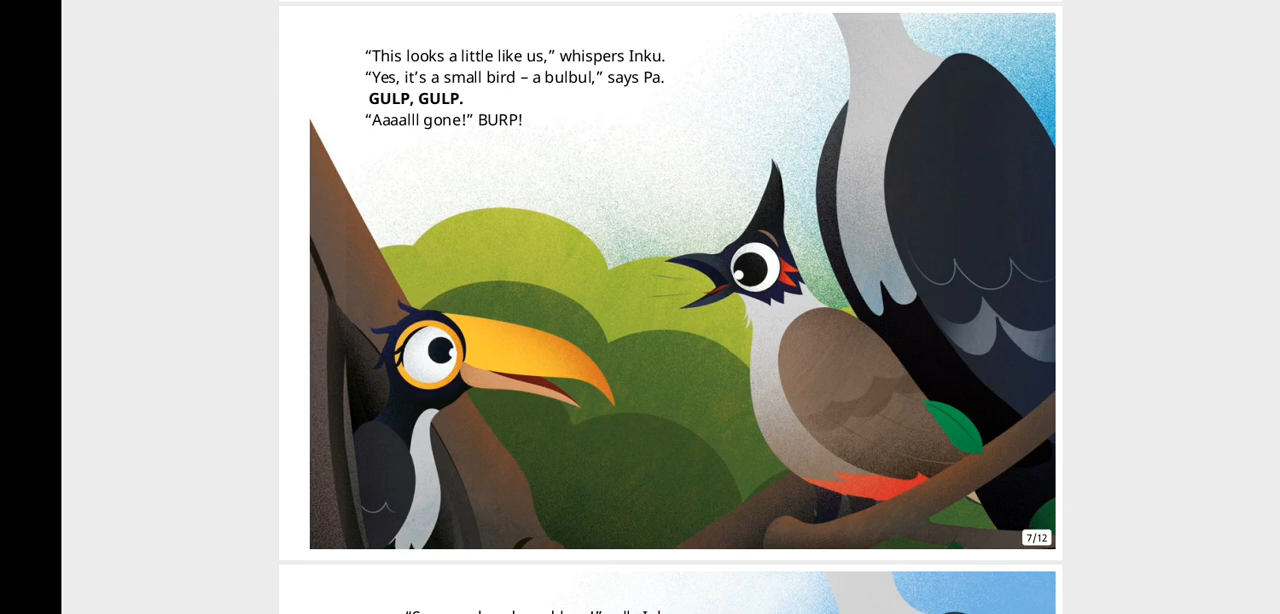 “This looks a little like us,” whispers Inku.
“Yes, it’s a small bird – a bulbul,” says Pa.
GULP, GULP.
“Aaaalll gone!” BURP!
7/12